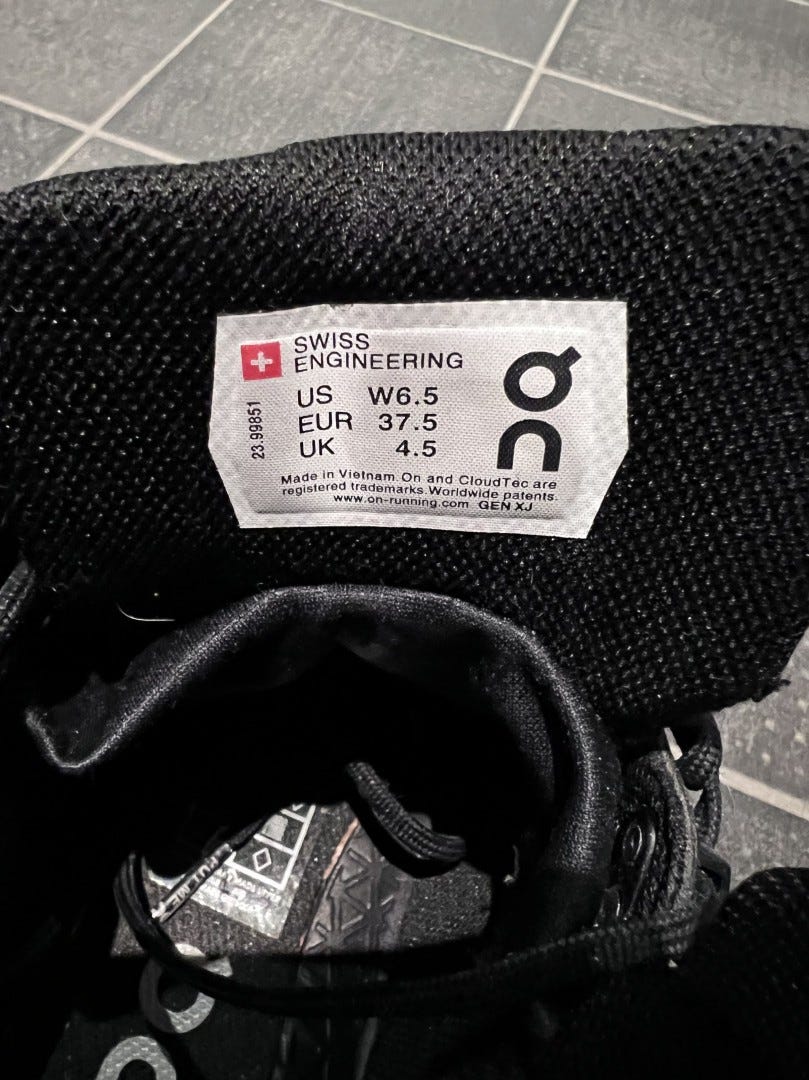 SWISS
ENGINEERING
US W6.5
EUR 37.5
UK 4.5
23.99851
Made in Vietnam. On and CloudTec are
registered trademarks. Worldwide patents.
www.on-running.com GEN XJ
On